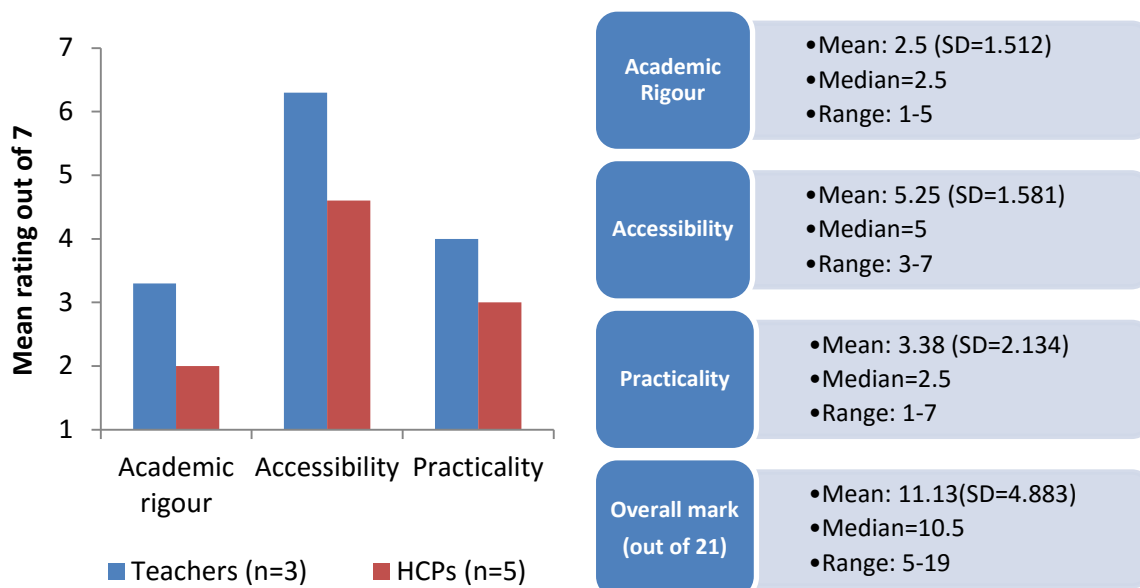 Mean rating out of 7
7
6
5
4
3
2
1
Academic
rigour
Accessibility
Practicality
Teachers (n=3)
HCPs (n=5)
Academic
Rigour
•Mean: 2.5 (SD=1.512)
•Median=2.5
•Range: 1-5
Accessibility
•Mean: 5.25 (SD=1.581)
•Median=5
•Range: 3-7
Practicality
•Mean: 3.38 (SD=2.134)
•Median=2.5
•Range: 1-7
Overall mark
(out of 21)
•Mean: 11.13(SD=4.883)
•Median=10.5
•Range: 5-19